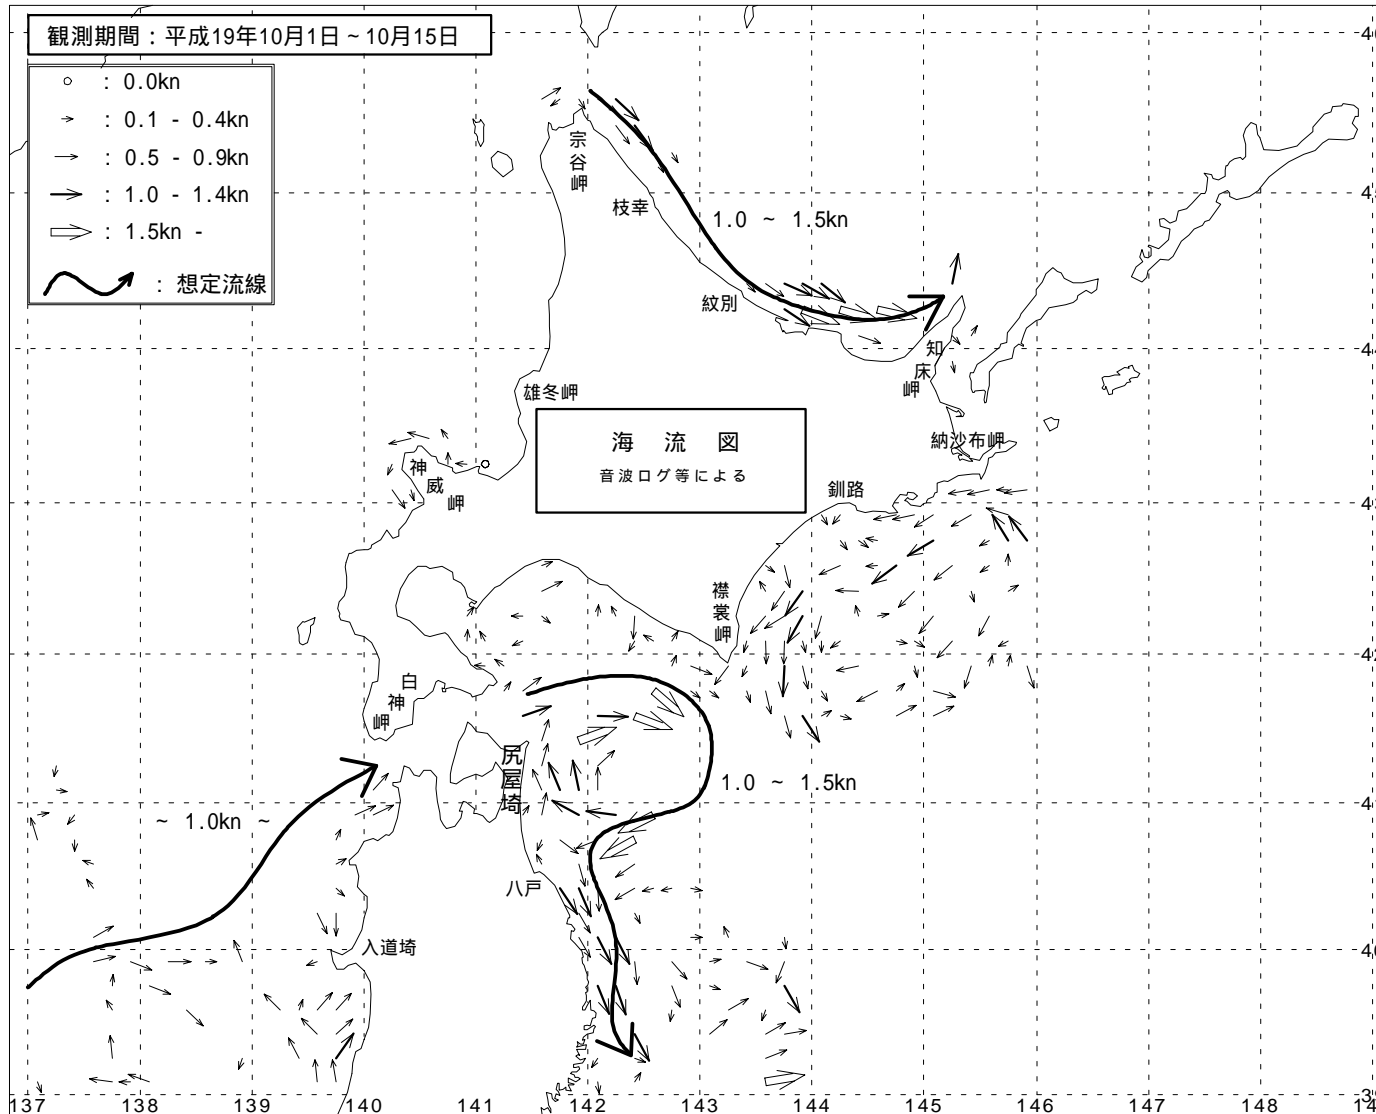 観測期間：平成19年10月1日～10月15日
： 0.0kn
： 0.1 - 0.4kn
： 0.5 - 0.9kn
： 1.0 - 1.4kn
： 1.5kn -
： 想定流線
宗谷岬
枝幸
1.0 ～ 1.5kn
紋別
知床岬
雄冬岬
海 流 図
音波ログ等による
納沙布岬
神威岬
釧路
襟裳岬
白神岬
尻屋埼
1.0 ～ 1.5kn
～ 1.0kn ～
八戸
入道埼
137 138 139 140 141 142 143 144 145 146 147 148